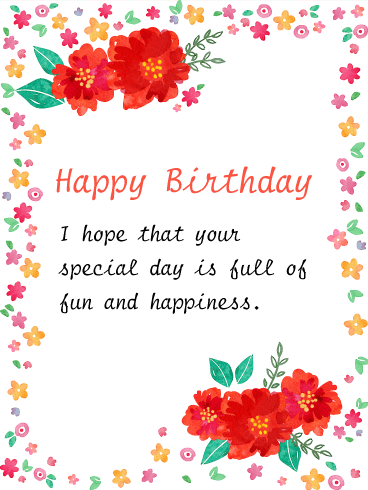 Happy Birthday
I hope that your
special day is full of
fun and happiness.